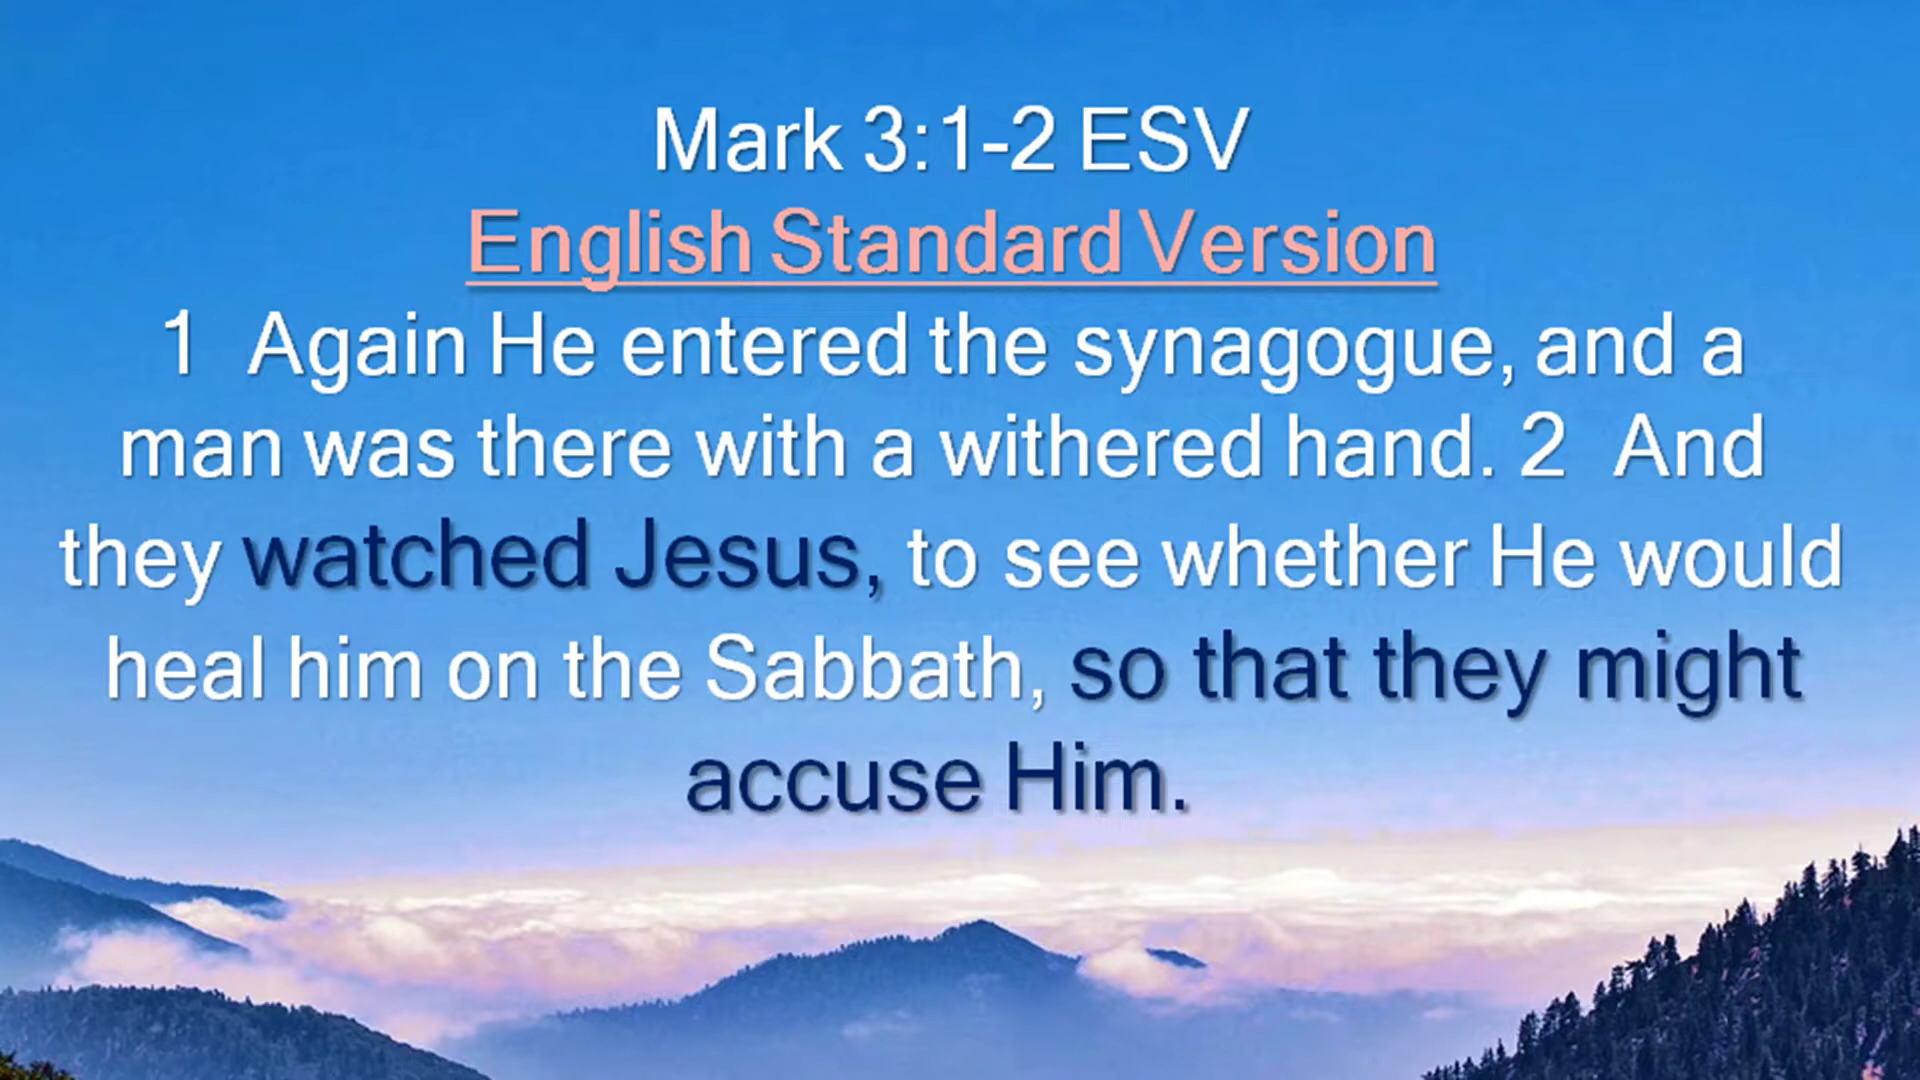 Mark 3:1-2 ESV
English Standard Version
1 Again He entered the synagogue, and a
man was there with a withered hand. 2 And
they watched Jesus, to see whether He would
heal him on the Sabbath, so that they might
accuse Him.